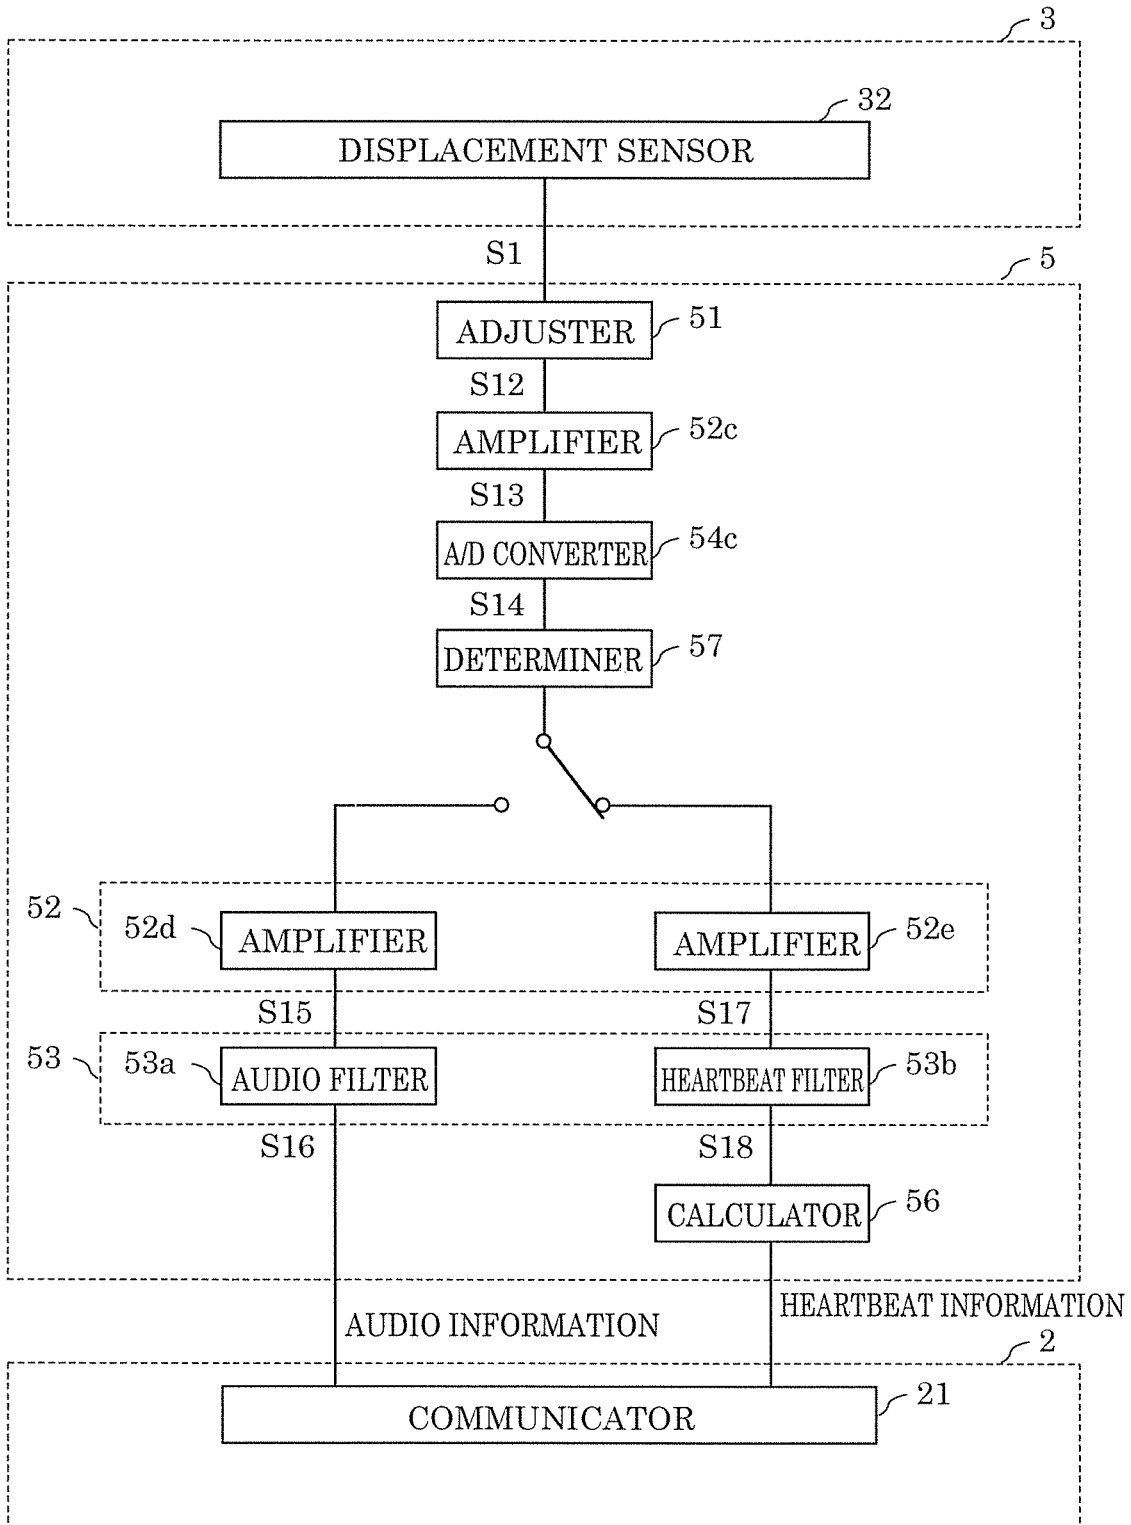 3
32
DISPLACEMENT SENSOR
S1
5
51
ADJUSTER
S12
52c
AMPLIFIER
S13
54c
A/D CONVERTER
S14
57
DETERMINER
52
52d
AMPLIFIER
AMPLIFIER
52e
S15
S17
53
53a
AUDIO FILTER
HEARTBEAT FILTER
53b
S16
S18
56
CALCULATOR
AUDIO INFORMATION
HEARTBEAT INFORMATION
2
21
COMMUNICATOR